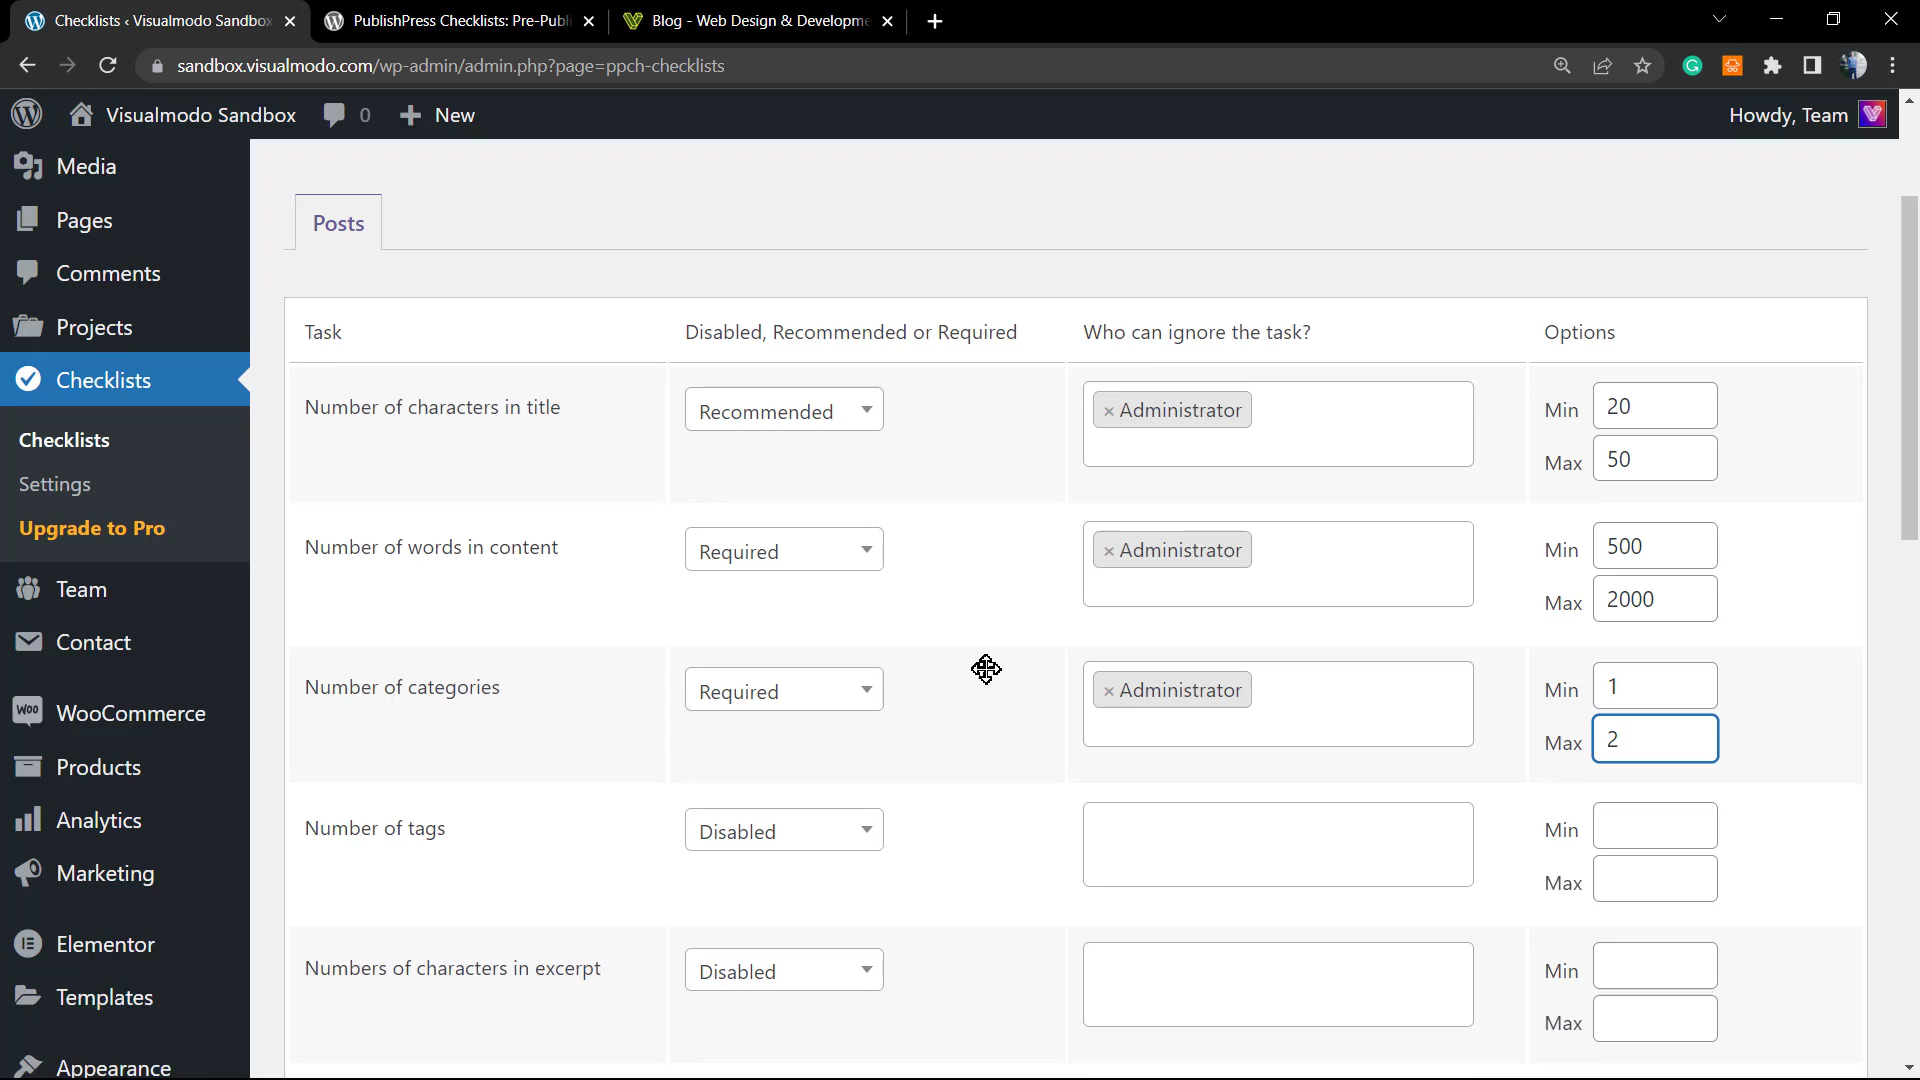 Checklists ‹ Visualmodo Sandbox
PublishPress Checklists: Pre-Publi
Blog - Web Design & Developme
sandbox.visualmodo.com/wp-admin/admin.php?page=ppch-checklists
Visualmodo Sandbox
0
New
Howdy, Team
Media
Pages
Comments
Projects
Checklists
Checklists
Settings
Upgrade to Pro
Team
Contact
Woo
WooCommerce
Products
Analytics
Marketing
Elementor
Templates
Appearance
Posts
Task
Disabled, Recommended or Required
Who can ignore the task?
Options
Number of characters in title
Recommended
× Administrator
Min 20
Max 50
Number of words in content
Required
× Administrator
Min 500
Max 2000
Number of categories
Required
× Administrator
Min 1
Max 2
Number of tags
Disabled
Min
Max
Numbers of characters in excerpt
Disabled
Min
Max